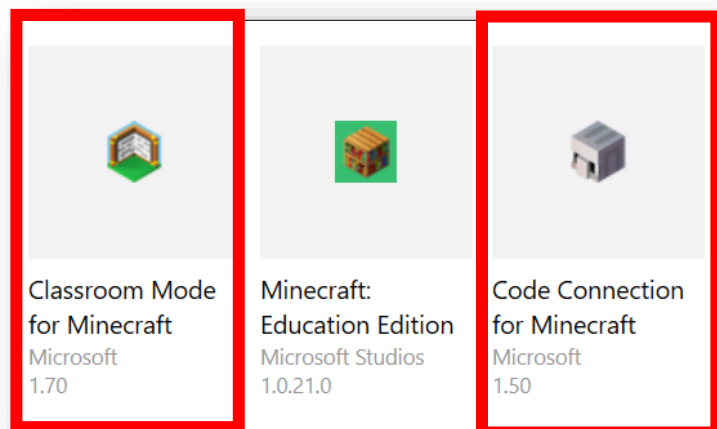 Classroom Mode
for Minecraft
Microsoft
1.70
Minecraft:
Education Edition
Microsoft Studios
1.0.21.0
Code Connection
for Minecraft
Microsoft
1.50